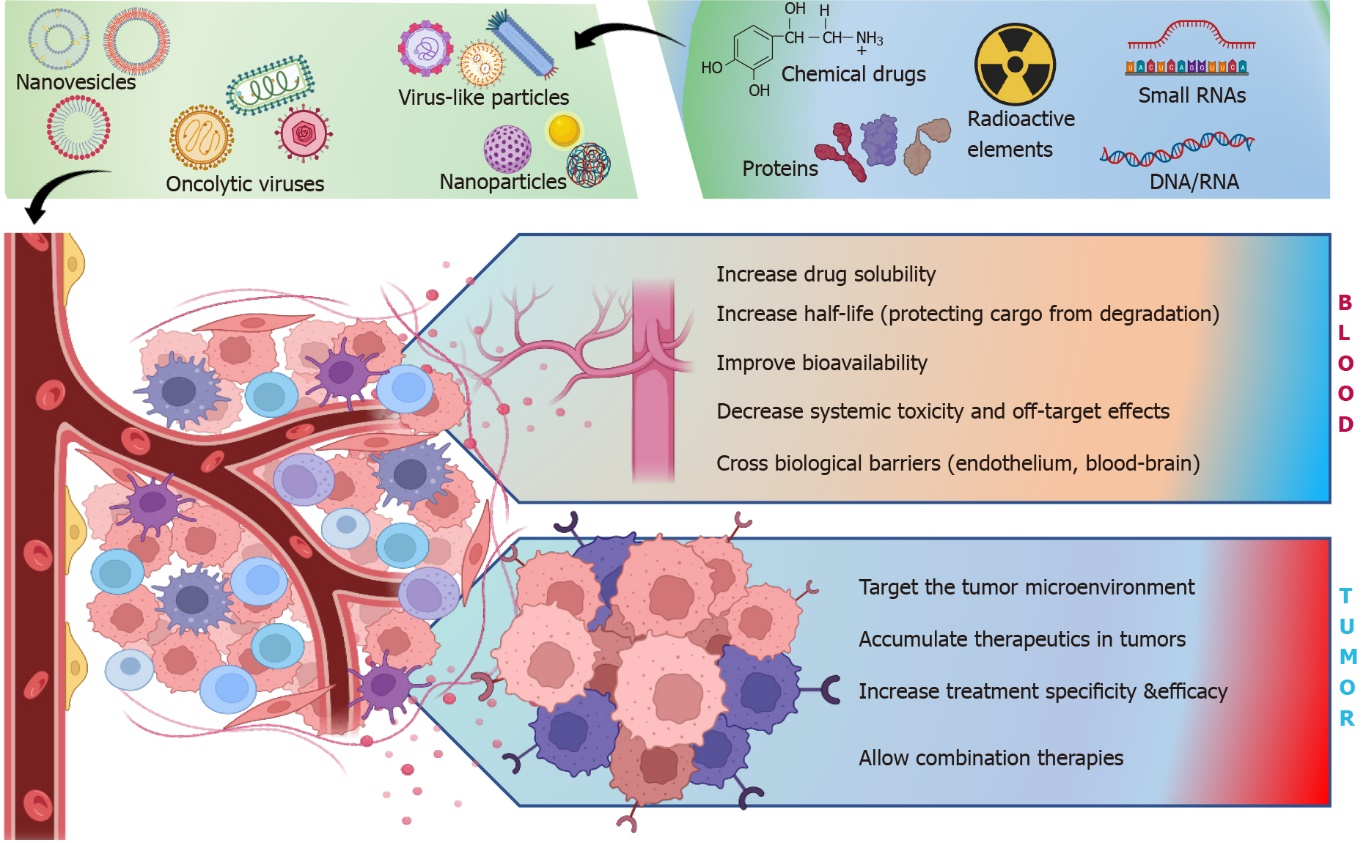 Nanovesicles
Oncolytic viruses
Virus-like particles
Nanoparticles
OH H
CH CH NH3
+
HO
OH
Chemical drugs
Proteins
Radioactive
elements
Small RNAs
DNA/RNA
Increase drug solubility
Increase half-life (protecting cargo from degradation)
Improve bioavailability
Decrease systemic toxicity and off-target effects
Cross biological barriers (endothelium, blood-brain)
BLOOD
Target the tumor microenvironment
Accumulate therapeutics in tumors
Increase treatment specificity &efficacy
Allow combination therapies
TUMOR